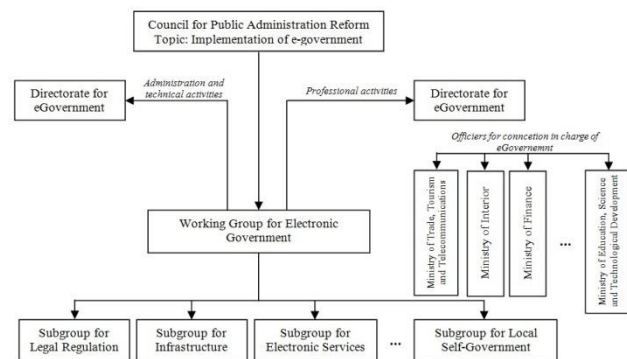 Council for Public Administration Reform
Topic: Implementation of e-government
Administration and
technical activities
Professional activities
Directorate for
eGovernment
Directorate for
eGovernment
Officiers for conncetion in charge of
eGovernemnt
Ministry of Trade, Tourism
and Telecommunications
Ministry of Interior
Ministry of Finance
...
Ministry of Education, Science
and Technological Development
Working Group for Electronic
Government
Subgroup for
Legal Regulation
Subgroup for
Infrastructure
Subgroup for
Electronic Services
...
Subgroup for Local
Self-Government